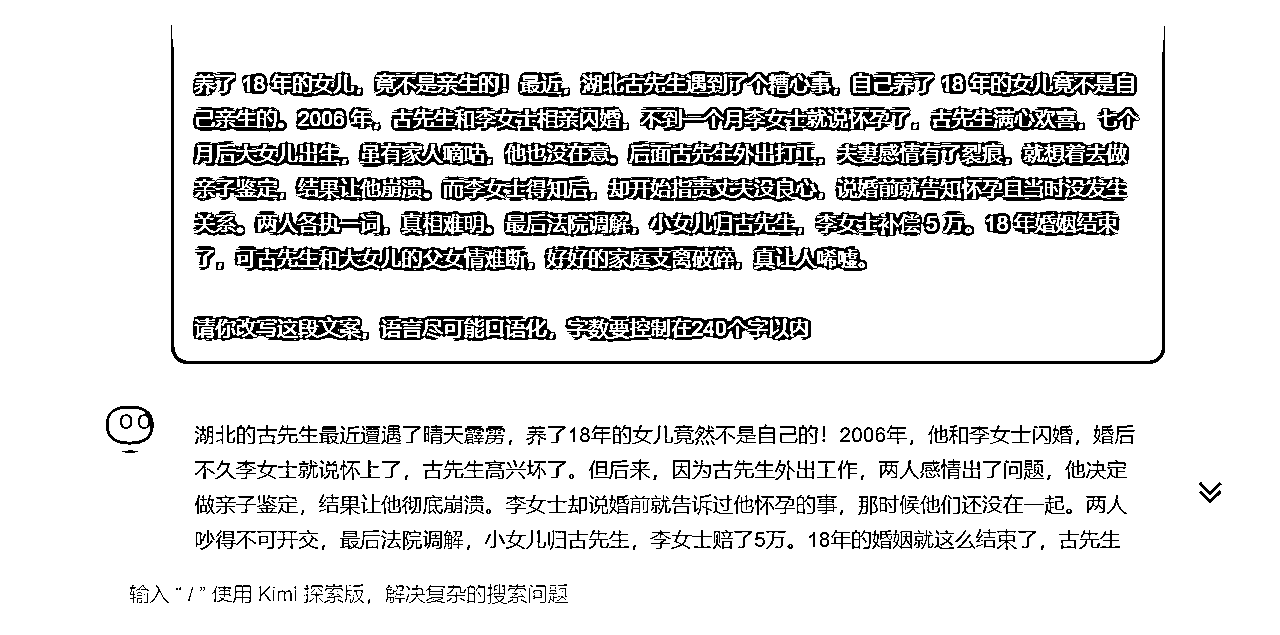 养了 18 年的女儿，竟不是亲生的！最近，湖北古先生遇到了个糟心事，自己养了 18 年的女儿竟不是自
己亲生的。2006 年，古先生和李女士相亲闪婚，不到一个月李女士就说怀孕了，古先生满心欢喜，七个
月后大女儿出生，虽有家人嘀咕，他也没在意。后面古先生外出打工，夫妻感情有了裂痕，就想着去做
亲子鉴定，结果让他崩溃。而李女士得知后，却开始指责丈夫没良心，说婚前就告知怀孕且当时没发生
关系。两人各执一词，真相难明。最后法院调解，小女儿归古先生，李女士补偿 5 万。18 年婚姻结束
了，可古先生和大女儿的父女情难断，好好的家庭支离破碎，真让人唏嘘。
请你改写这段文案，语言尽可能口语化，字数要控制在240个字以内
湖北的古先生最近遭遇了晴天霹雳，养了18年的女儿竟然不是自己的！2006年，他和李女士闪婚，婚后
不久李女士就说怀上了，古先生高兴坏了。但后来，因为古先生外出工作，两人感情出了问题，他决定
做亲子鉴定，结果让他彻底崩溃。李女士却说婚前就告诉过他怀孕的事，那时候他们还没在一起。两人
吵得不可开交，最后法院调解，小女儿归古先生，李女士赔了5万。18年的婚姻就这么结束了，古先生
输入 “ / ” 使用 Kimi 探索版，解决复杂的搜索问题